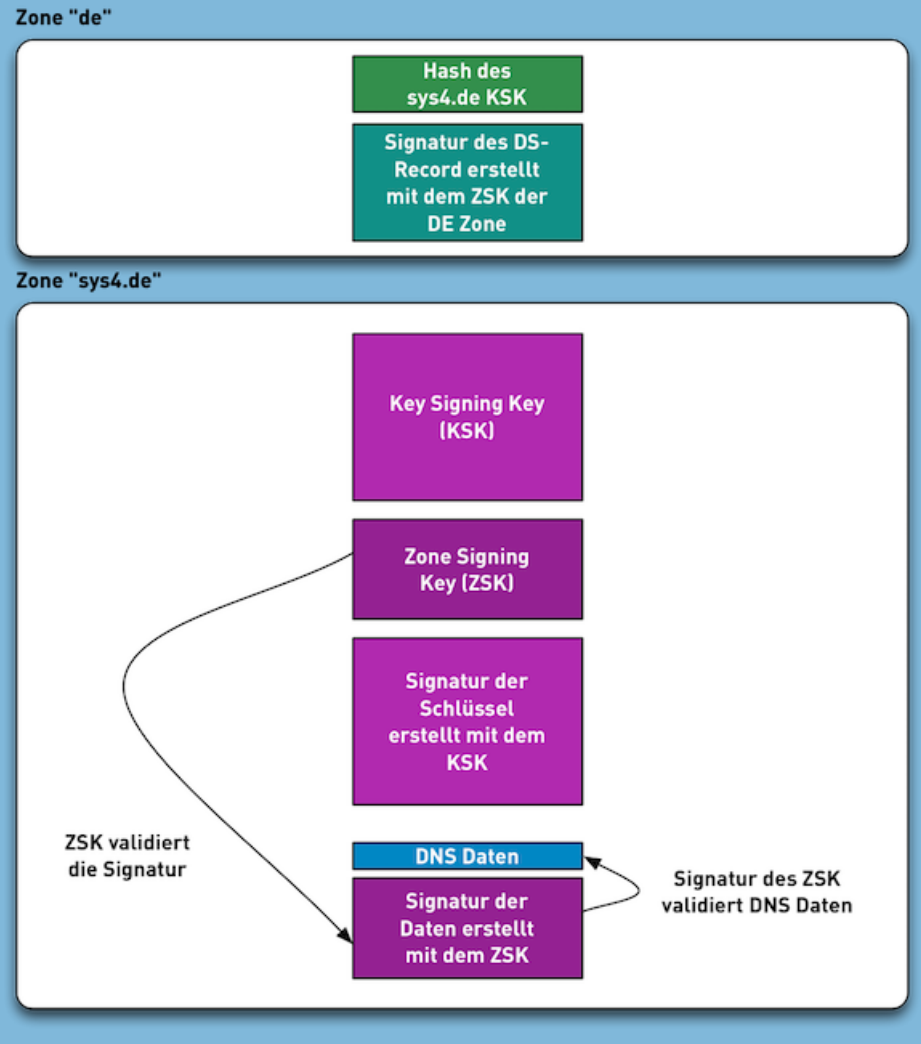 Zone "de"
Hash des
sys4.de KSK
Signatur des DS-
Record erstellt
mit dem ZSK der
DE Zone
Zone "sys4.de"
Key Signing Key
(KSK)
Zone Signing
Key (ZSK)
Signatur der
Schlüssel
erstellt mit dem
KSK
ZSK validiert
die Signatur
DNS Daten
Signatur der
Daten erstellt
mit dem ZSK
Signatur des ZSK
validiert DNS Daten